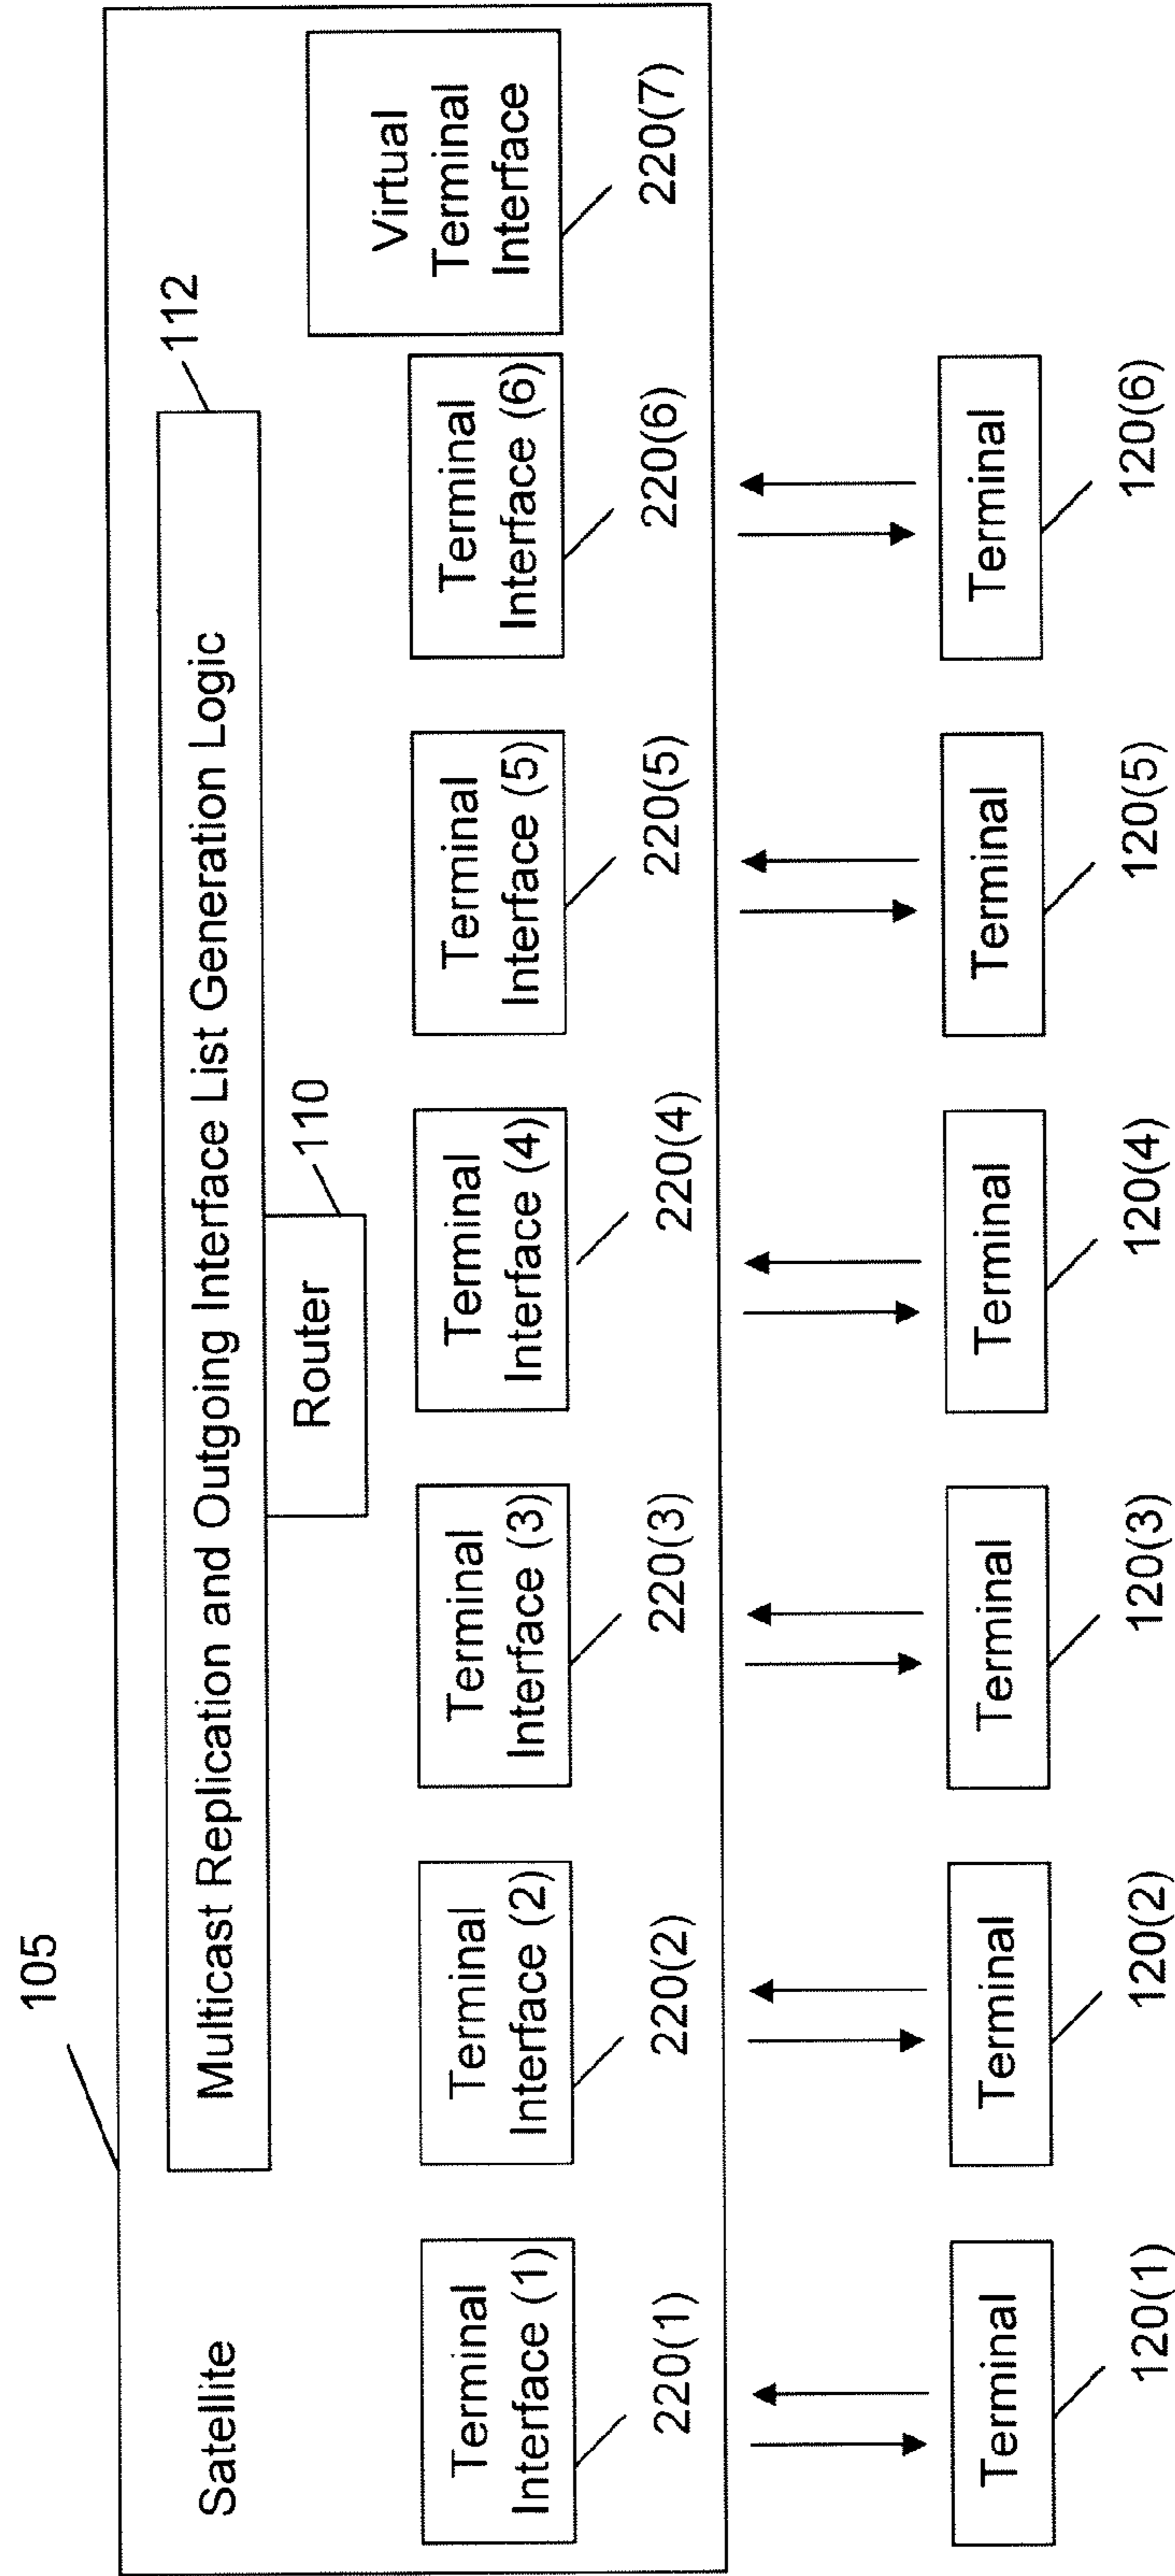 105
Satellite
Multicast Replication and Outgoing Interface List Generation Logic
112
Router
110
Terminal
Interface (1)
220(1)
Terminal
Interface (2)
220(2)
Terminal
Interface (3)
220(3)
Terminal
Interface (4)
220(4)
Terminal
Interface (5)
220(5)
Terminal
Interface (6)
220(6)
Virtual
Terminal
Interface
220(7)
Terminal
120(1)
Terminal
120(2)
Terminal
120(3)
Terminal
120(4)
Terminal
120(5)
Terminal
120(6)